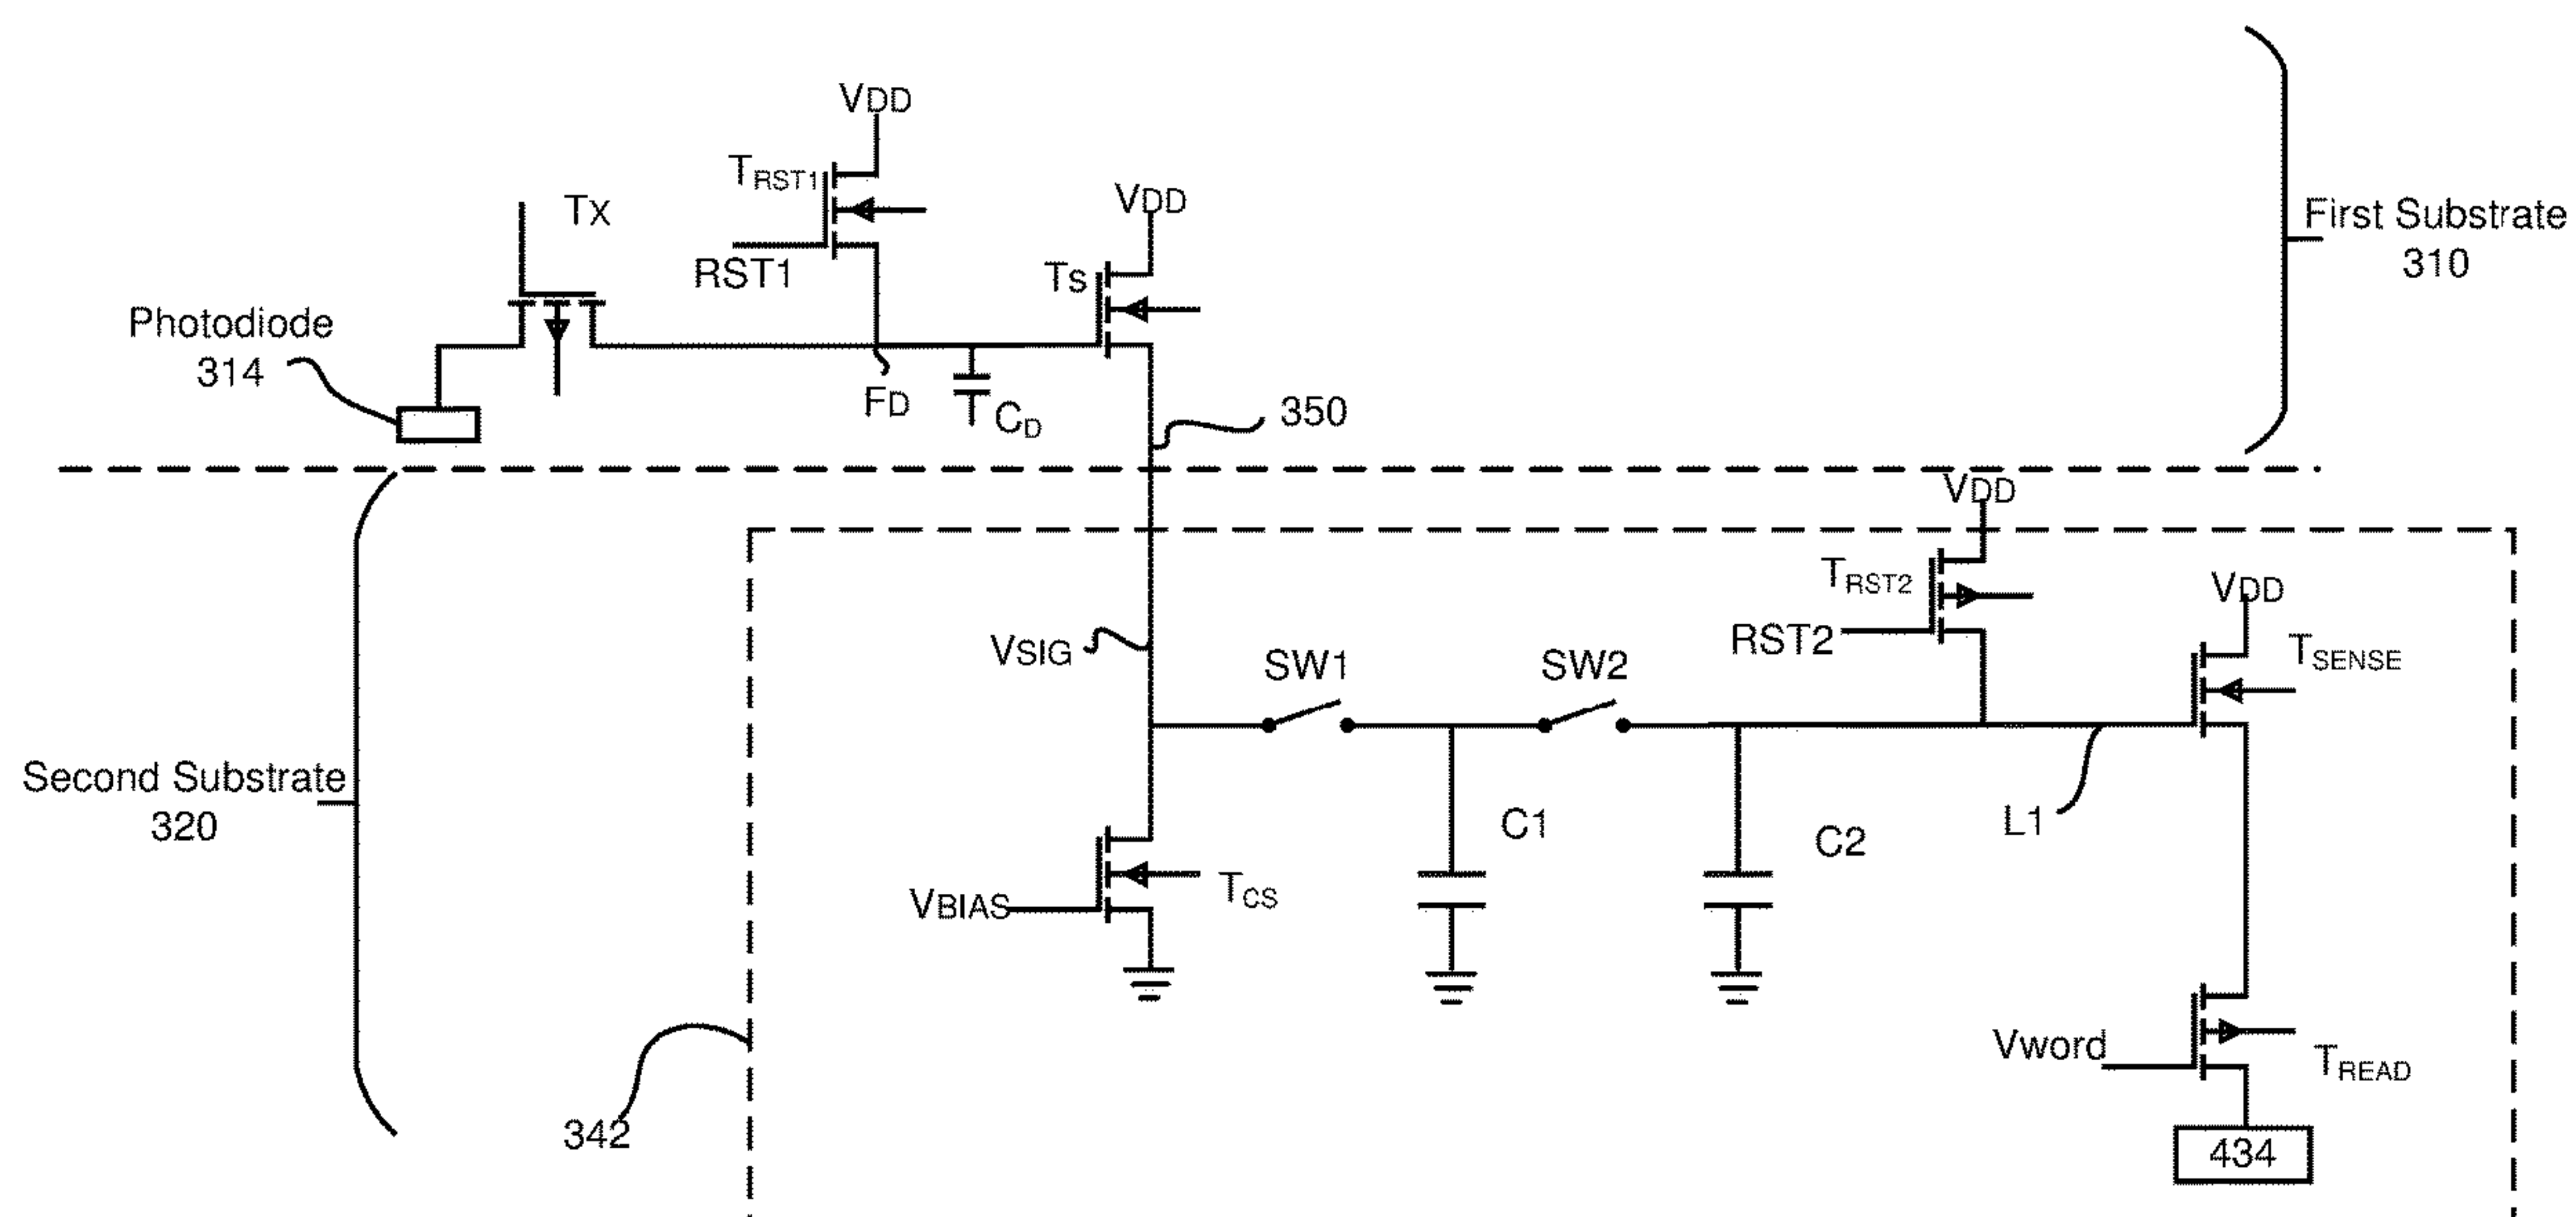 VDD
TRST1
VDD
First Substrate
310
TX
RST1
TS
Photodiode
314
FD
CD
350
VDD
TRST2
VDD
RST2
VSIG
SW1
SW2
TSENSE
Second Substrate
320
C1
C2
L1
VBIAS
TCS
Vword
TREAD
342
434